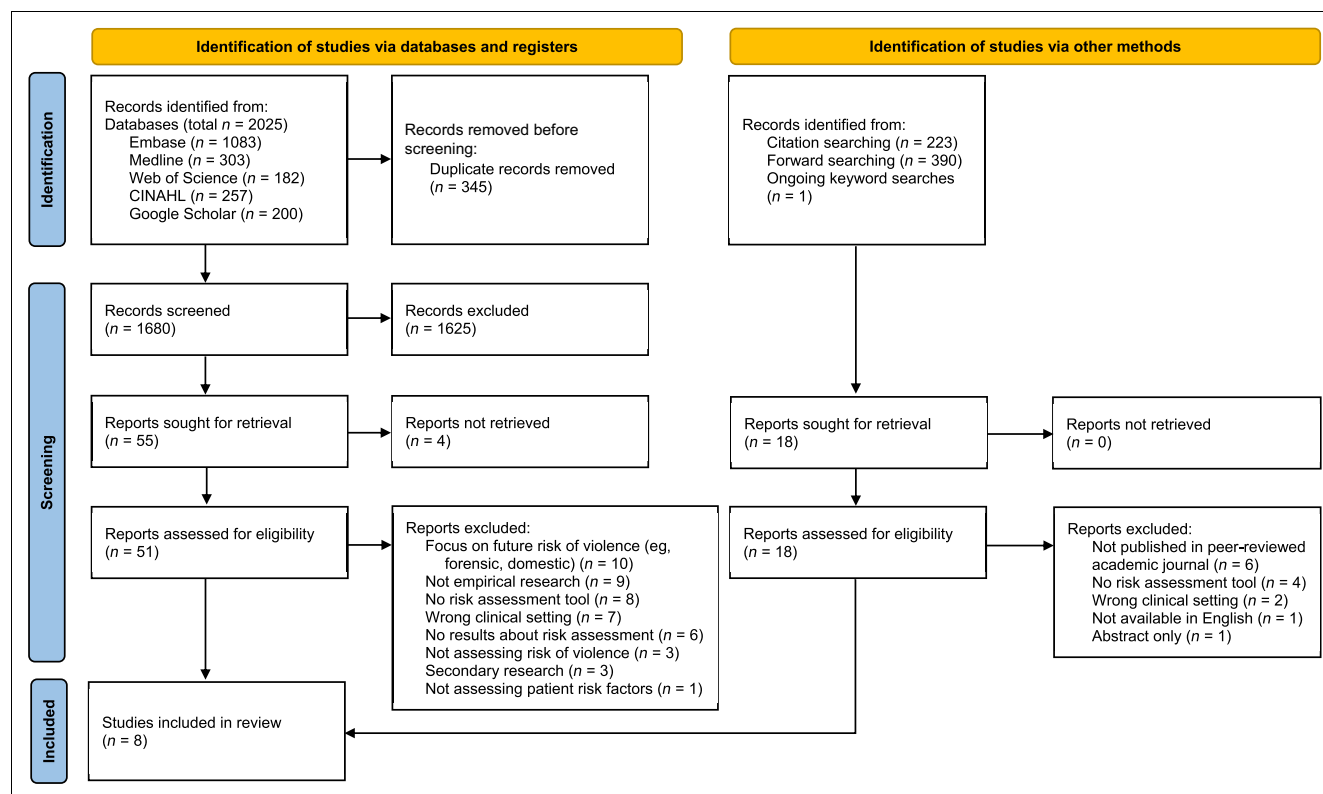 Identification of studies via databases and registers
Identification of studies via other methods
Identification
Records identified from:
Databases (total n = 2025)
Embase (n = 1083)
Medline (n = 303)
Web of Science (n = 182)
CINAHL (n = 257)
Google Scholar (n = 200)
Records removed before
screening:
Duplicate records removed
(n = 345)
Records identified from:
Citation searching (n = 223)
Forward searching (n = 390)
Ongoing keyword searches
(n = 1)
Screening
Records screened
(n = 1680)
Records excluded
(n = 1625)
Reports sought for retrieval
(n = 55)
Reports not retrieved
(n = 4)
Reports sought for retrieval
(n = 18)
Reports not retrieved
(n = 0)
Reports assessed for eligibility
(n = 51)
Reports excluded:
Focus on future risk of violence (eg,
forensic, domestic) (n = 10)
Not empirical research (n = 9)
No risk assessment tool (n = 8)
Wrong clinical setting (n = 7)
No results about risk assessment (n = 6)
Not assessing risk of violence (n = 3)
Secondary research (n = 3)
Not assessing patient risk factors (n = 1)
Reports assessed for eligibility
(n = 18)
Reports excluded:
Not published in peer-reviewed
academic journal (n = 6)
No risk assessment tool (n = 4)
Wrong clinical setting (n = 2)
Not available in English (n = 1)
Abstract only (n = 1)
Included
Studies included in review
(n = 8)